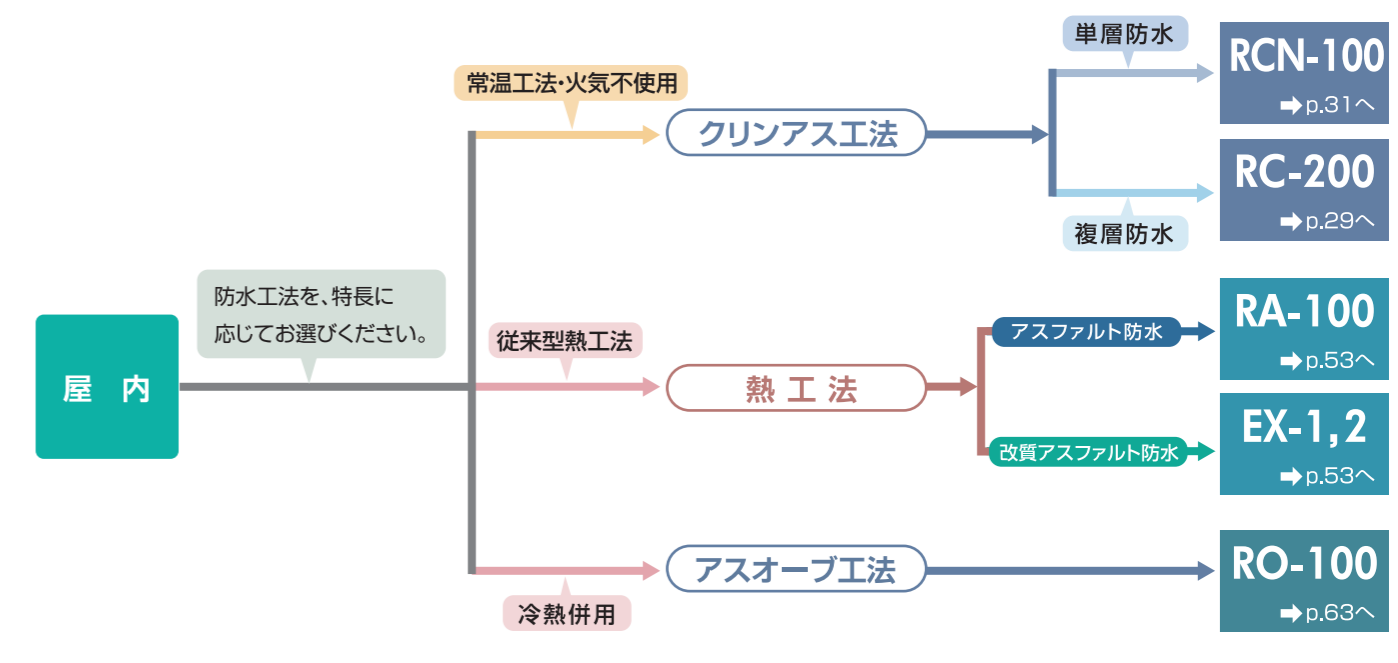 屋 内
防水工法を、特長に
応じてお選びください。
常温工法・火気不使用
クリンアス工法
単層防水
RCN-100
➡p.31へ
複層防水
RC-200
➡p.29へ
従来型熱工法
熱工法
アスファルト防水
RA-100
➡p.53へ
改質アスファルト防水
EX-1,2
➡p.53へ
冷熱併用
アスオーブ工法
RO-100
➡p.63へ